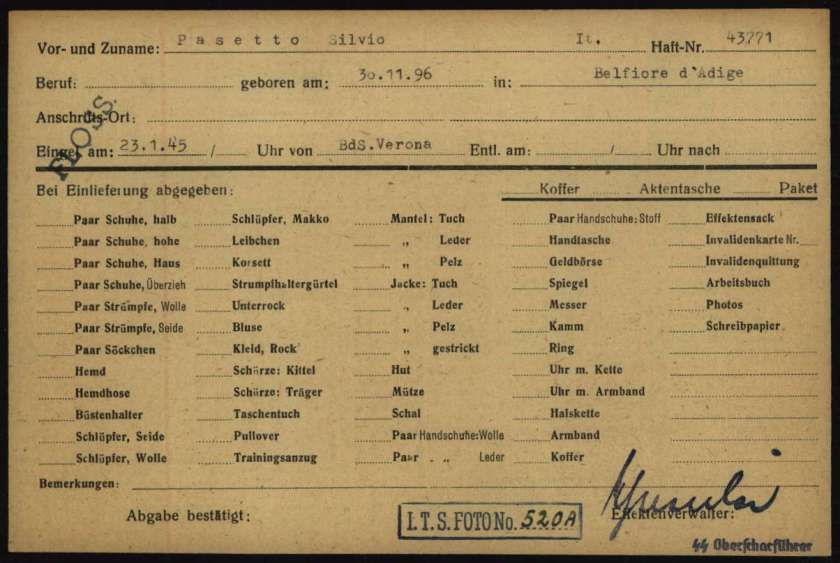 Vor- und Zuname: Pasetto Silvio It. Haft-Nr. 43771
Beruf: geboren am: 30.11.96 in: Belfiore d'Adige
Anschrifts-Ort:
FLOSS.
Einget. am: 23.1.45 / Uhr von BdS.Verona Entl. am: / Uhr nach
Bei Einlieferung abgegeben: Koffer Aktentasche Paket
Paar Schuhe, halb Schlüpfer, Makko Mantel: Tuch Paar Handschuhe: Stoff Effektensack
Paar Schuhe, hohe Leibchen „ Leder Handtasche Invalidenkarte Nr.
Paar Schuhe, Haus Korsett „ Pelz Geldbörse Invalidenquittung
Paar Schuhe, Überzieh Strumpfhaltergürtel Jacke: Tuch Spiegel Arbeitsbuch
Paar Strümpfe, Wolle Unterrock „ Leder Messer Photos
Paar Strümpfe, Seide Bluse „ Pelz Kamm Schreibpapier
Paar Söckchen Kleid, Rock „ gestrickt Ring
Hemd Schürze: Kittel Hut Uhr m. Kette
Hemdhose Schürze: Träger Mütze Uhr m. Armband
Büstenhalter Taschentuch Schal Halskette
Schlüpfer, Seide Pullover Paar Handschuhe: Wolle Armband
Schlüpfer, Wolle Trainingsanzug Paar „ Leder Koffer
Bemerkungen:
Abgabe bestätigt: I.T.S. FOTO No. 520A Effektenverwalter:
SS Oberscharführer